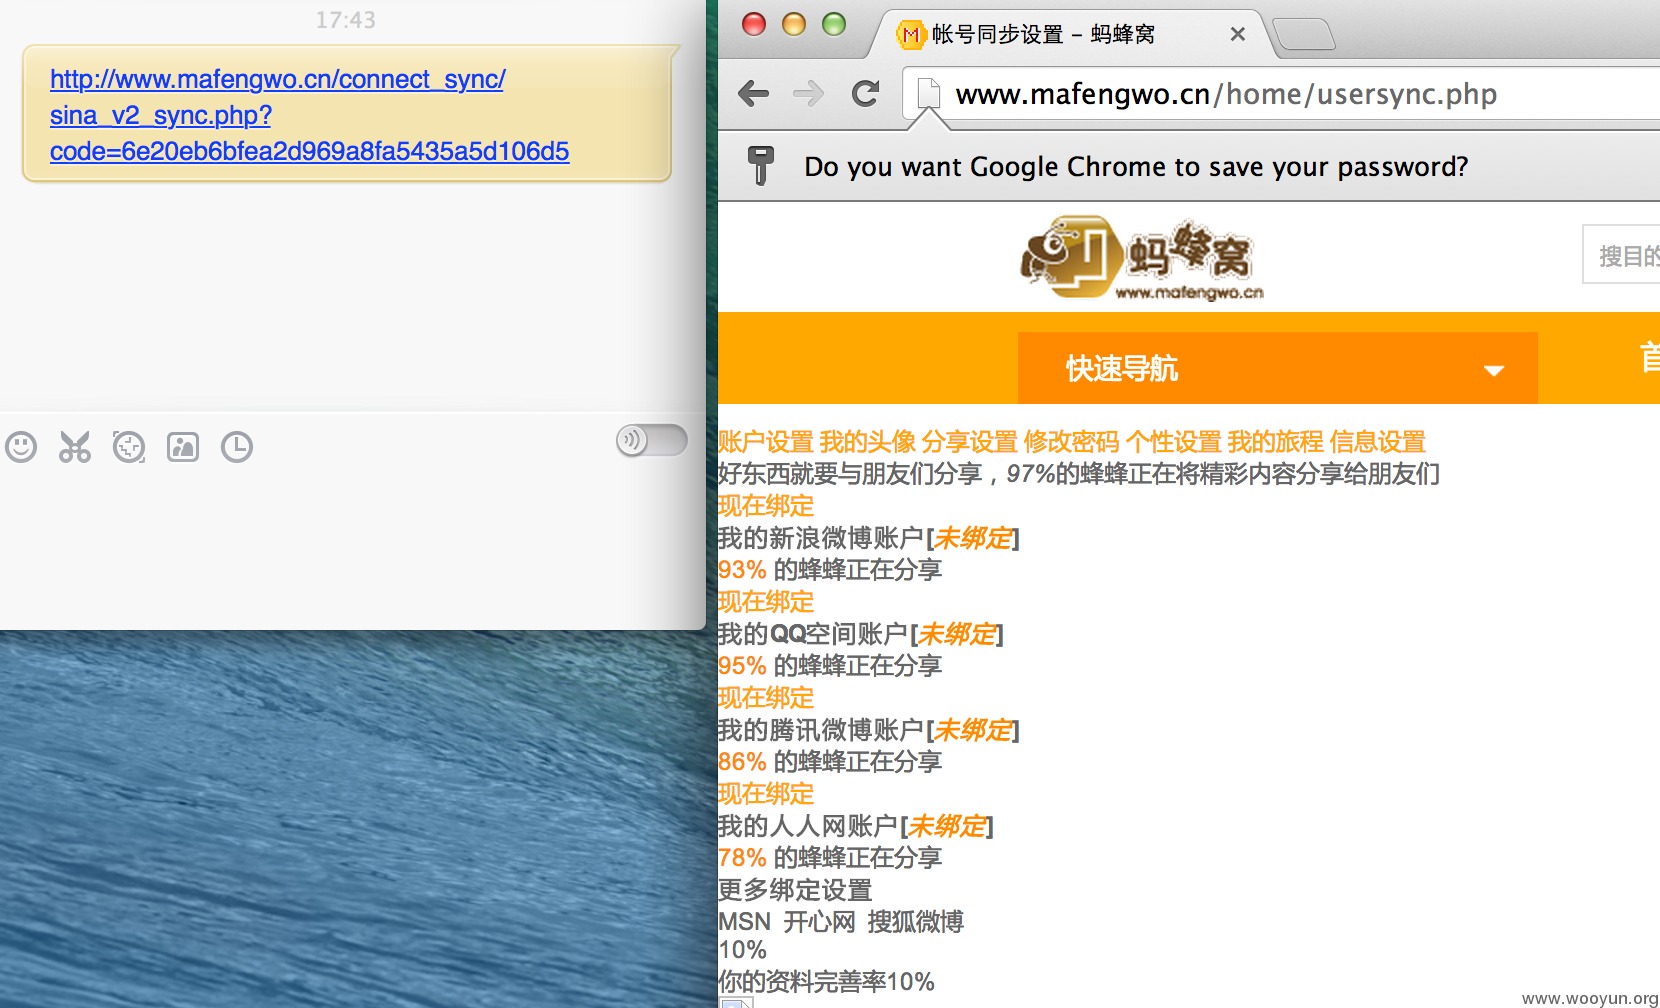 17:43
http://www.mafengwo.cn/connect_sync/
sina_v2_sync.php?
code=6e20eb6bfea2d969a8fa5435a5d106d5
帐号同步设置 – 蚂蜂窝
www.mafengwo.cn/home/usersync.php
Do you want Google Chrome to save your password?
蚂蜂窝
www.mafengwo.cn
搜目的
快速导航
首
账户设置 我的头像 分享设置 修改密码 个性设置 我的旅程 信息设置
好东西就要与朋友们分享，97%的蜂蜂正在将精彩内容分享给朋友们
现在绑定
我的新浪微博账户[未绑定]
93% 的蜂蜂正在分享
现在绑定
我的QQ空间账户[未绑定]
95% 的蜂蜂正在分享
现在绑定
我的腾讯微博账户[未绑定]
86% 的蜂蜂正在分享
现在绑定
我的人人网账户[未绑定]
78% 的蜂蜂正在分享
更多绑定设置
MSN 开心网 搜狐微博
10%
你的资料完善率10%
www.wooyun.org